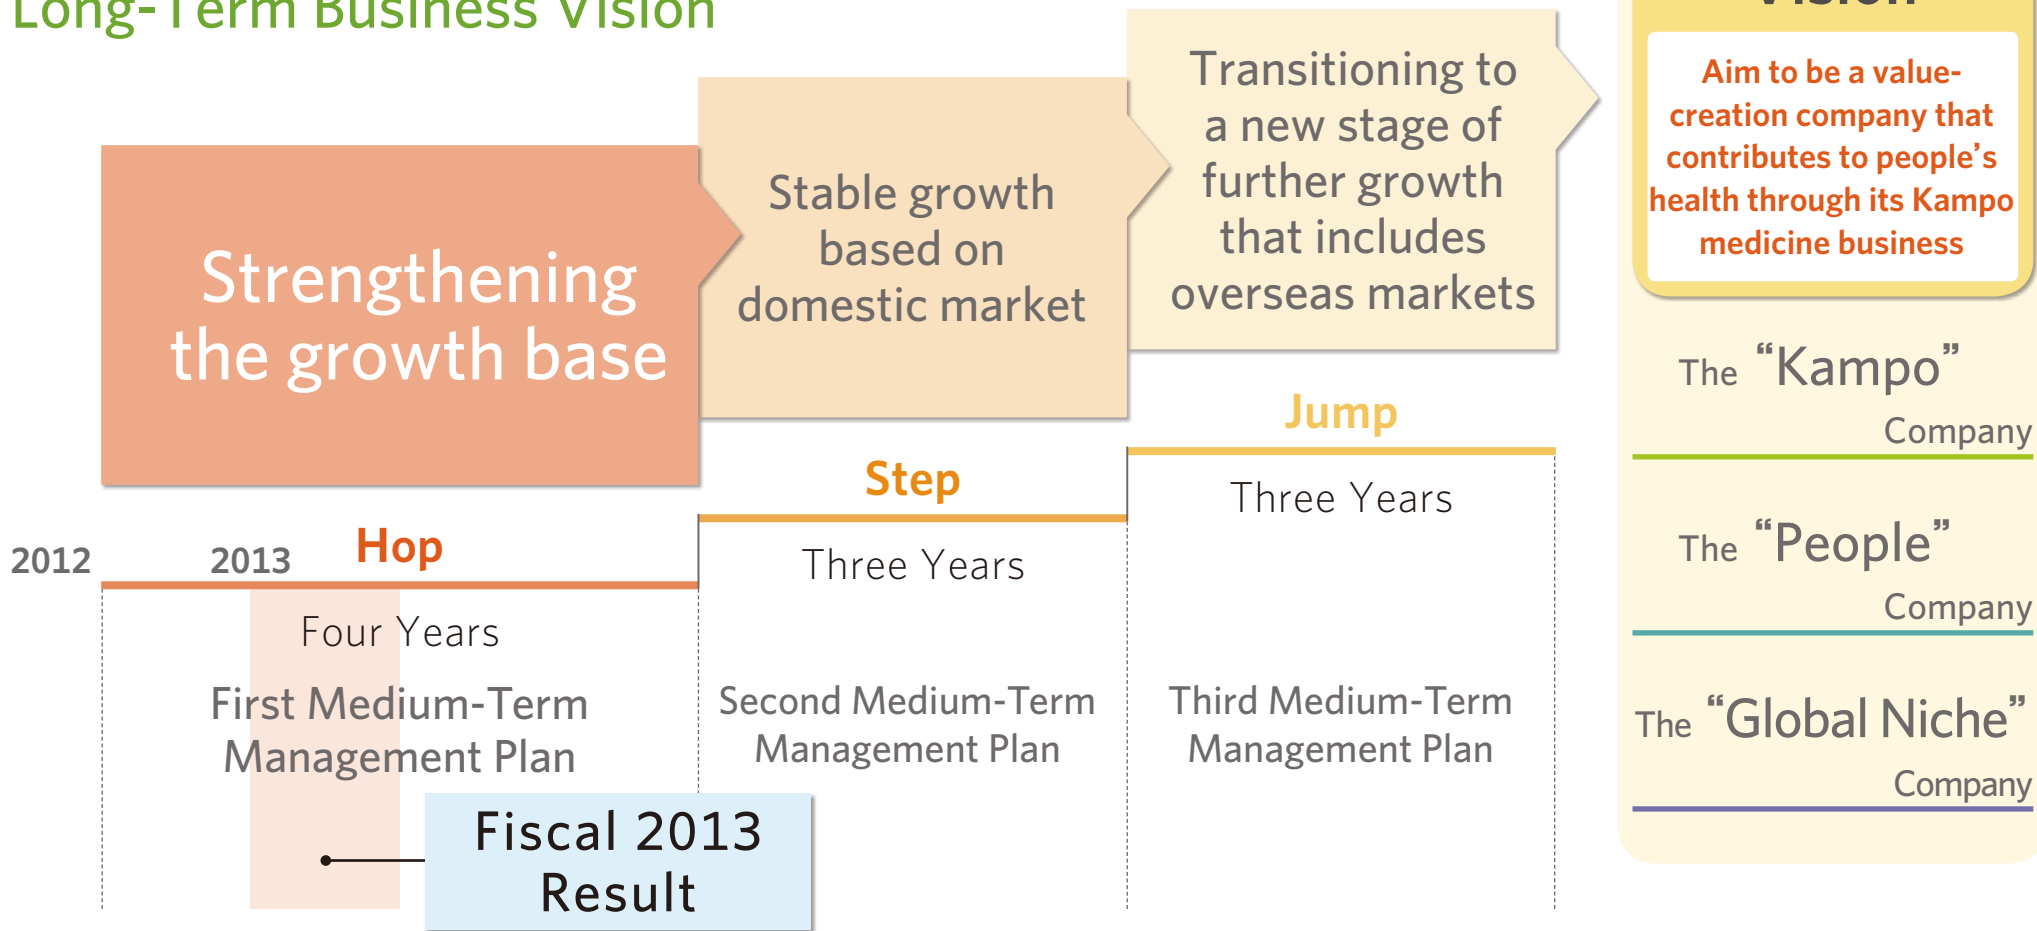 Long-Term Business Vision
Strengthening
the growth base
Stable growth
based on
domestic market
Transitioning to
a new stage of
further growth
that includes
overseas markets
2012
2013
Hop
Step
Jump
Four Years
Three Years
Three Years
First Medium-Term
Management Plan
Second Medium-Term
Management Plan
Third Medium-Term
Management Plan
Fiscal 2013
Result
Vision
Aim to be a value-
creation company that
contributes to people's
health through its Kampo
medicine business
The “Kampo”
Company
The “People”
Company
The “Global Niche”
Company